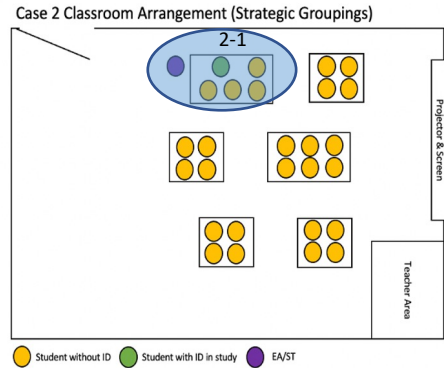 Case 2 Classroom Arrangement (Strategic Groupings)
2-1
Projector & Screen
Teacher Area
Student without ID
Student with ID in study
EA/ST